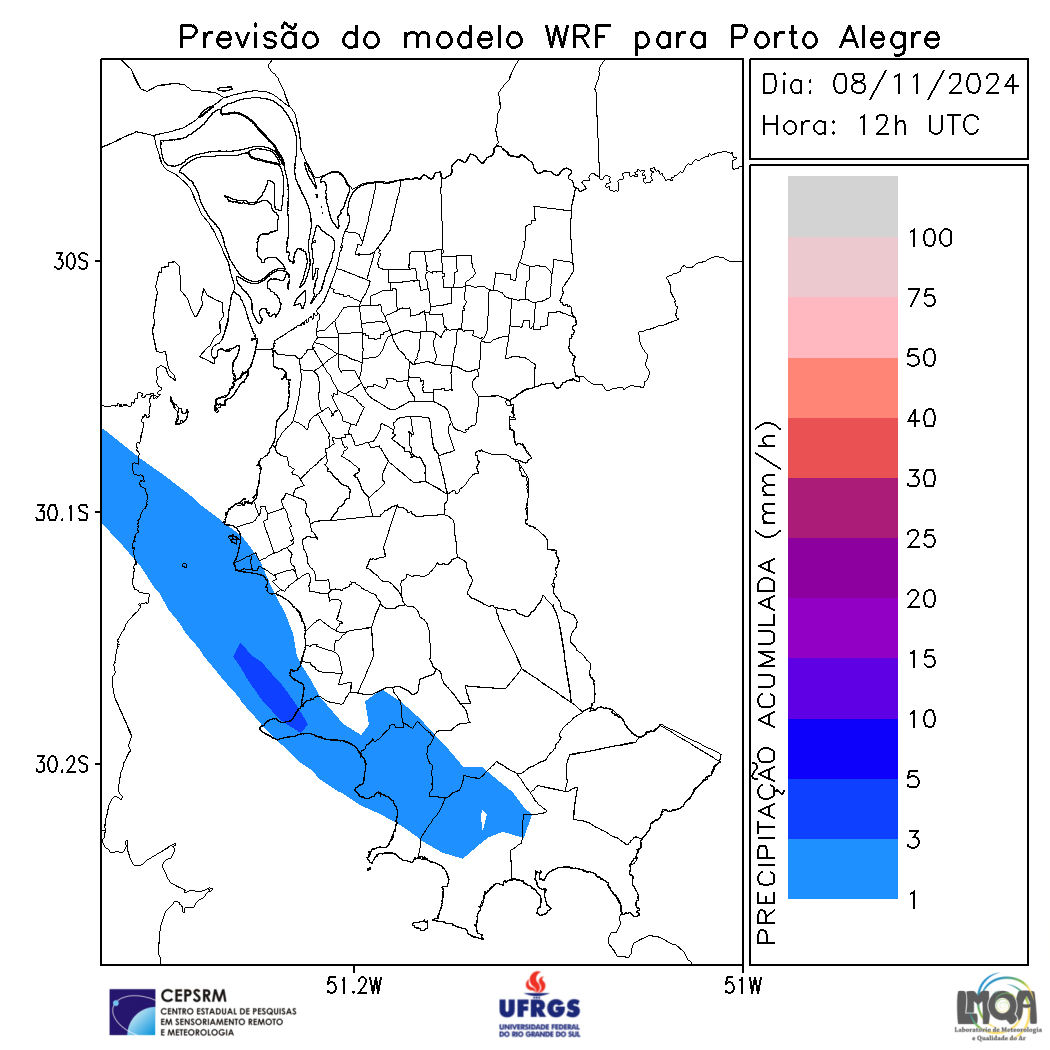 Previsão do modelo WRF para Porto Alegre
Dia: 08/11/2024
Hora: 12h UTC
30S
30.1S
30.2S
51.2W
51W
PRECIPITAÇÃO ACUMULADA (mm/h)
100
75
50
40
30
25
20
15
10
5
3
1
CEPSRM
CENTRO ESTADUAL DE PESQUISAS
EM SENSORIAMENTO REMOTO
E METEOROLOGIA
UFRGS
UNIVERSIDADE FEDERAL
DO RIO GRANDE DO SUL
LMQA
Laboratório de Meteorologia
e Qualidade do Ar